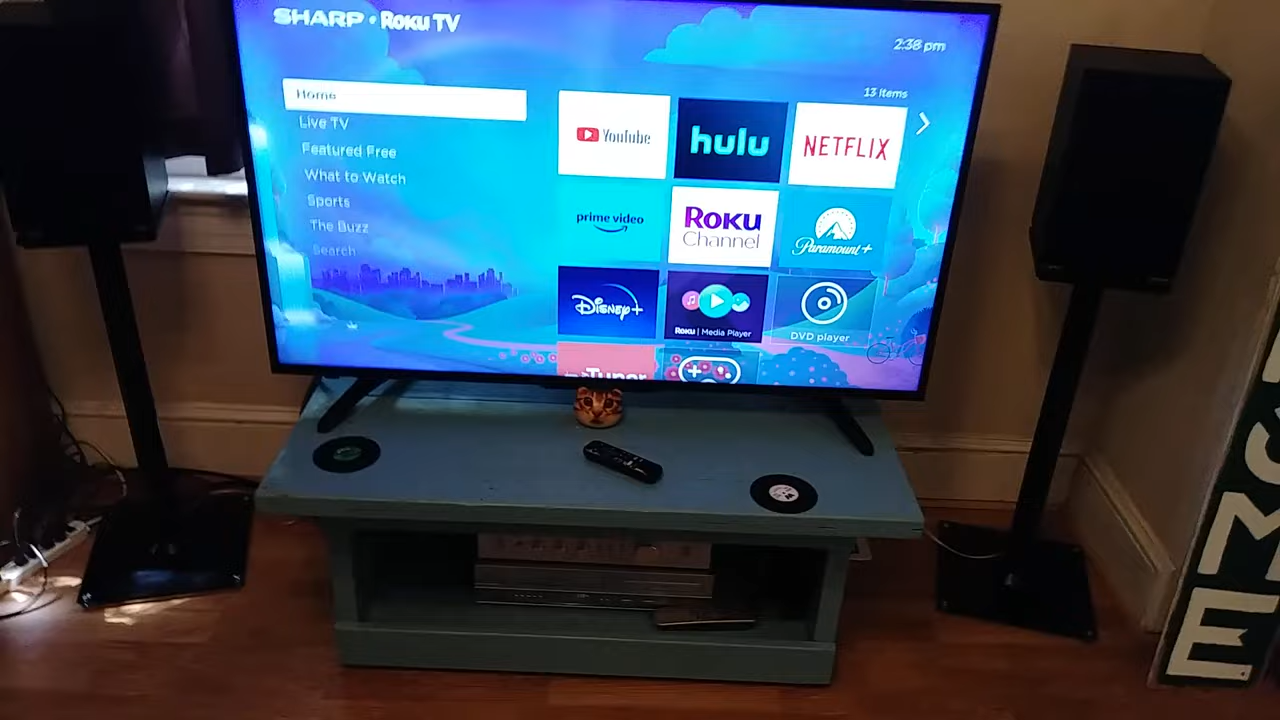 SHARP • Roku TV
2:38 pm
13 items
Home
Live TV
Featured Free
What to Watch
Sports
The Buzz
Search
YouTube
hulu
NETFLIX
prime video
Roku
Channel
Paramount+
Disney+
Roku | Media Player
DVD player
Tuner
M
E